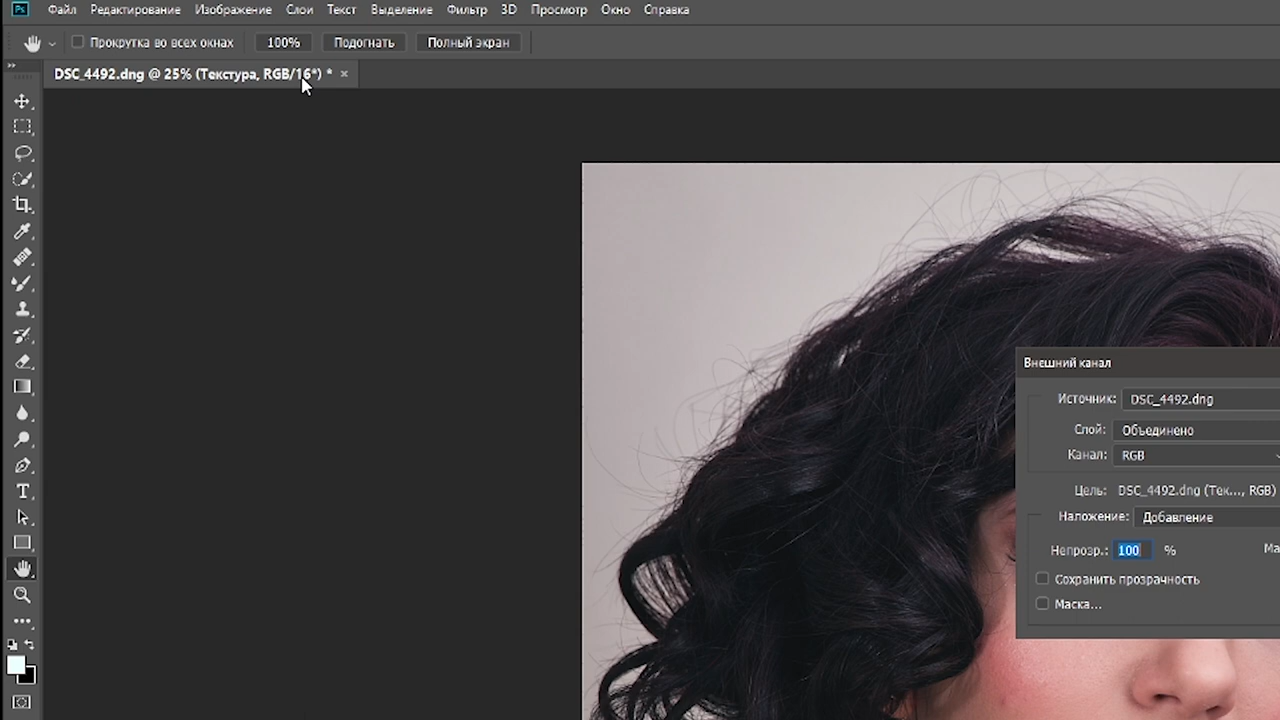 Ps Файл Редактирование Изображение Слои Текст Выделение Фильтр 3D Просмотр Окно Справка
Прокрутка во всех окнах 100% Подогнать Полный экран
DSC_4492.dng @ 25% (Текстура, RGB/16*) * ×
Внешний канал
Источник: DSC_4492.dng
Слой: Объединено
Канал: RGB
Цель: DSC_4492.dng (Тек..., RGB)
Наложение: Добавление
Непрозр.: 100 % Ма
Сохранить прозрачность
Маска...